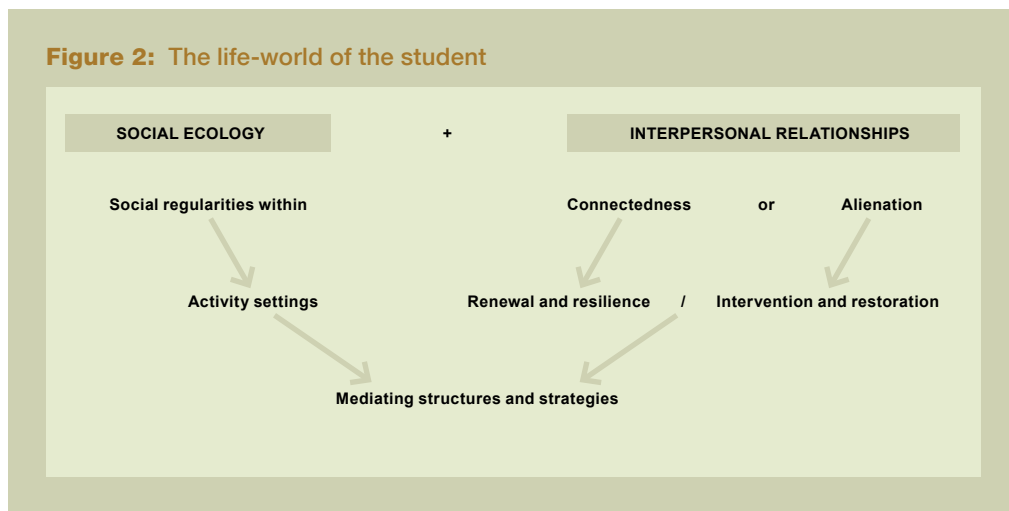 Figure 2: The life-world of the student
SOCIAL ECOLOGY + INTERPERSONAL RELATIONSHIPS
Social regularities within Connectedness or Alienation
Activity settings Renewal and resilience / Intervention and restoration
Mediating structures and strategies